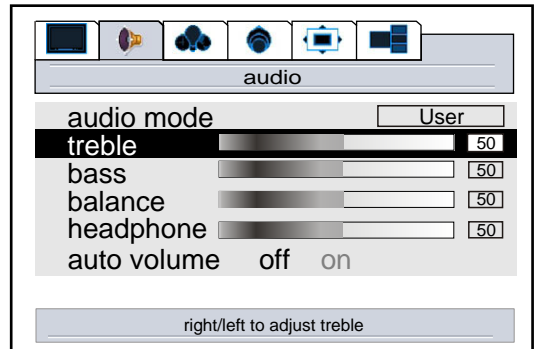 audio
audio mode User
treble 50
bass 50
balance 50
headphone 50
auto volume off on
right/left to adjust treble